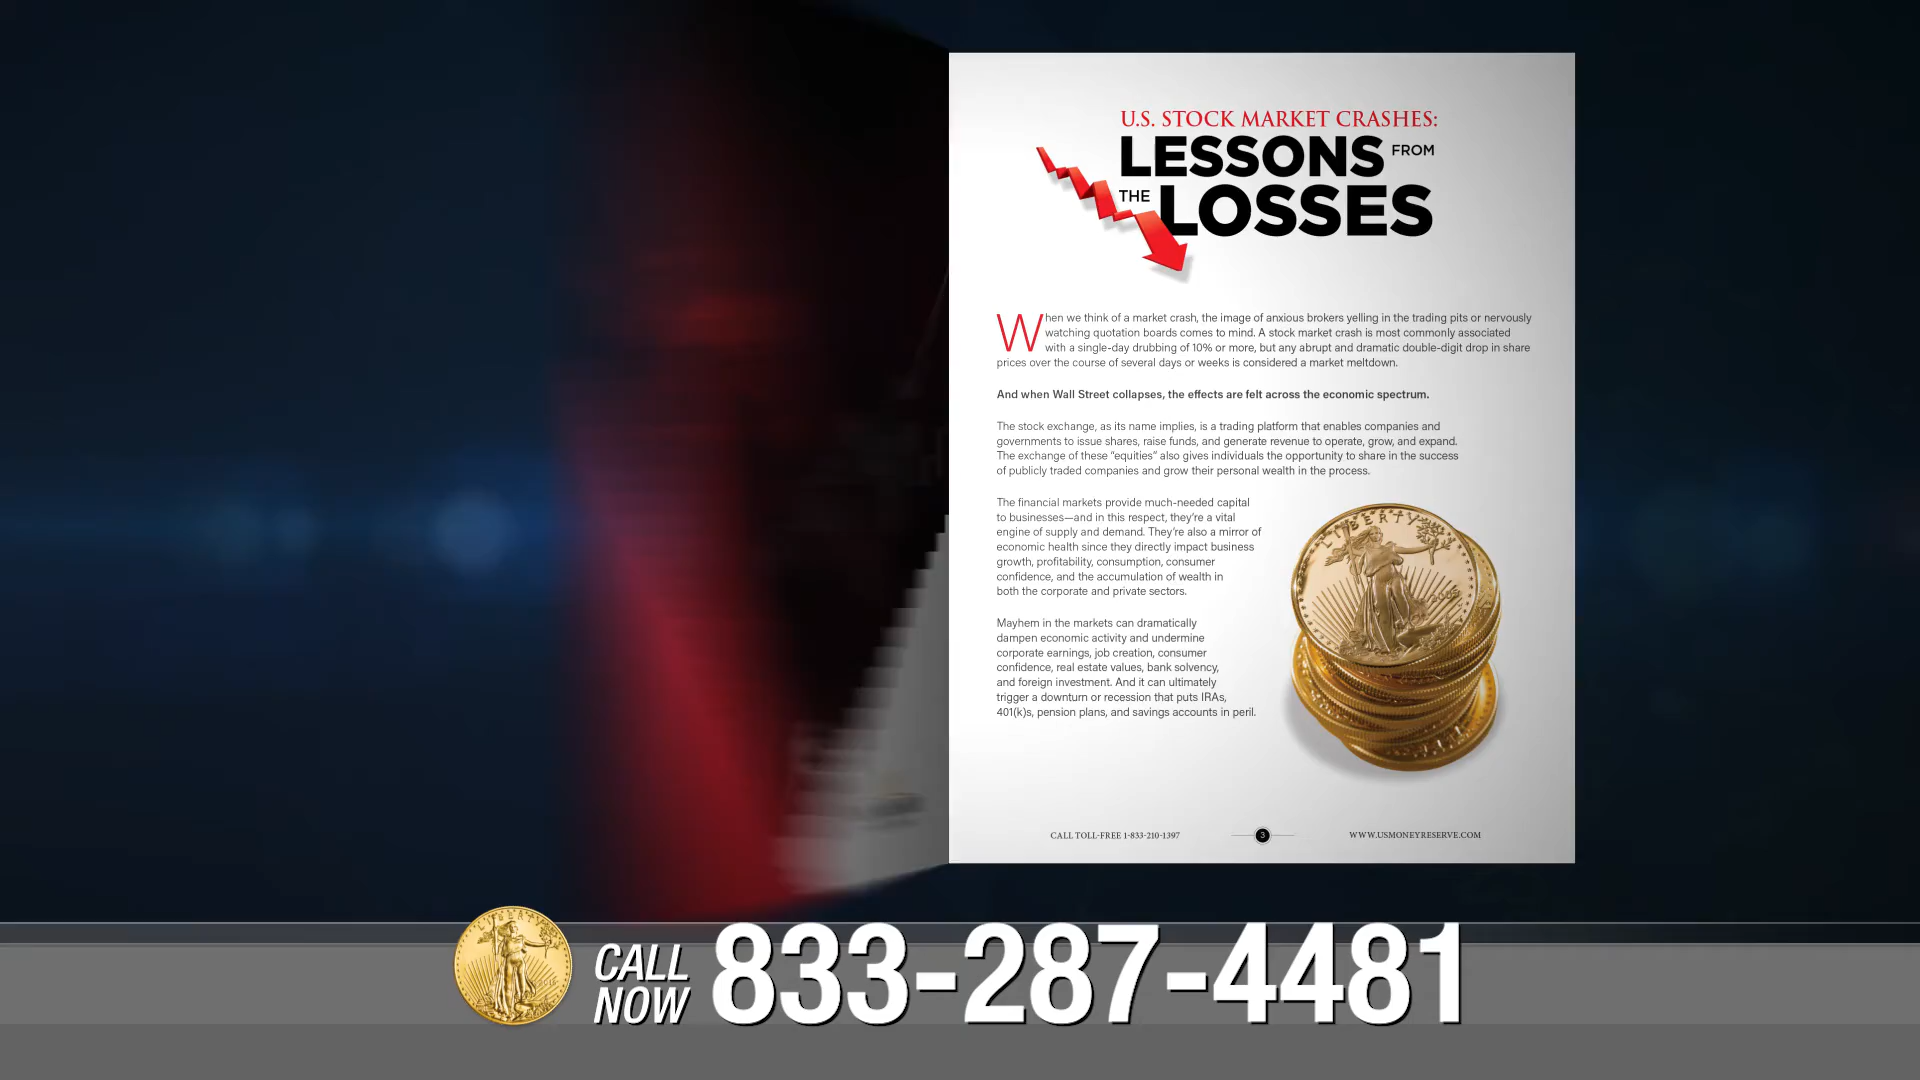 U.S. STOCK MARKET CRASHES:
LESSONS FROM
THE LOSSES
When we think of a market crash, the image of anxious brokers yelling in the trading pits or nervously
watching quotation boards comes to mind. A stock market crash is most commonly associated
with a single-day drubbing of 10% or more, but any abrupt and dramatic double-digit drop in share
prices over the course of several days or weeks is considered a market meltdown.
And when Wall Street collapses, the effects are felt across the economic spectrum.
The stock exchange, as its name implies, is a trading platform that enables companies and
governments to issue shares, raise funds, and generate revenue to operate, grow, and expand.
The exchange of these “equities” also gives individuals the opportunity to share in the success
of publicly traded companies and grow their personal wealth in the process.
The financial markets provide much-needed capital
to businesses—and in this respect, they're a vital
engine of supply and demand. They're also a mirror of
economic health since they directly impact business
growth, profitability, consumption, consumer
confidence, and the accumulation of wealth in
both the corporate and private sectors.
Mayhem in the markets can dramatically
dampen economic activity and undermine
corporate earnings, job creation, consumer
confidence, real estate values, bank solvency,
and foreign investment. And it can ultimately
trigger a downturn or recession that puts IRAs,
401(k)s, pension plans, and savings accounts in peril.
LIBERTY
CALL TOLL-FREE 1-833-210-1397
3
WWW.USMONEYRESERVE.COM
LIBERTY
CALL
NOW
833-287-4481